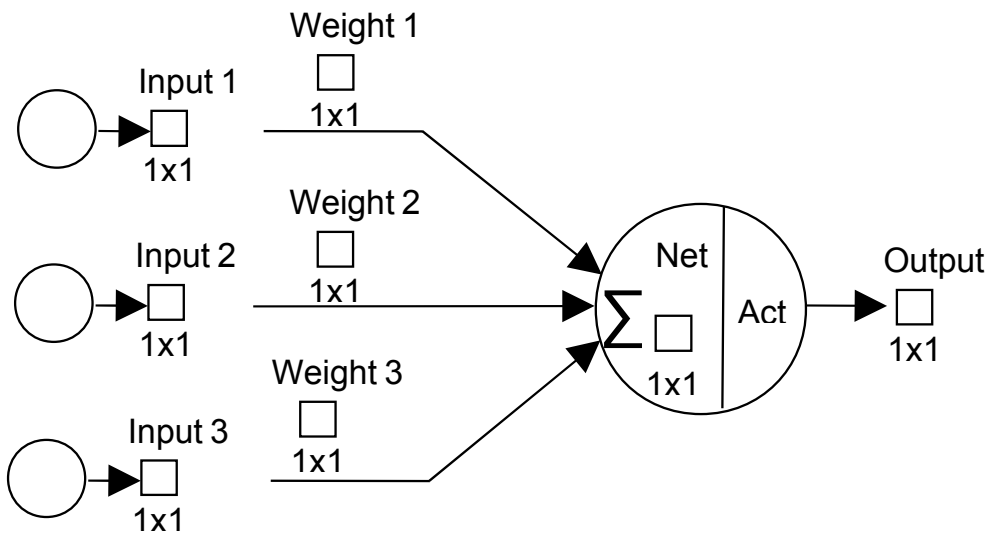 Weight 1
1x1
Input 1
1x1
Weight 2
1x1
Input 2
1x1
Weight 3
1x1
Input 3
1x1
Net
∑
1x1
Act
Output
1x1